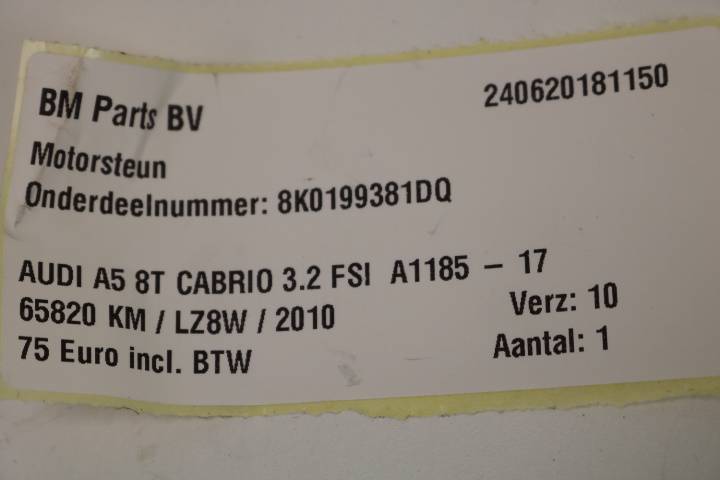 BM Parts BV 240620181150
Motorsteun
Onderdeelnummer: 8K0199381DQ
AUDI A5 8T CABRIO 3.2 FSI A1185 - 17
65820 KM / LZ8W / 2010 Verz: 10
75 Euro incl. BTW Aantal: 1